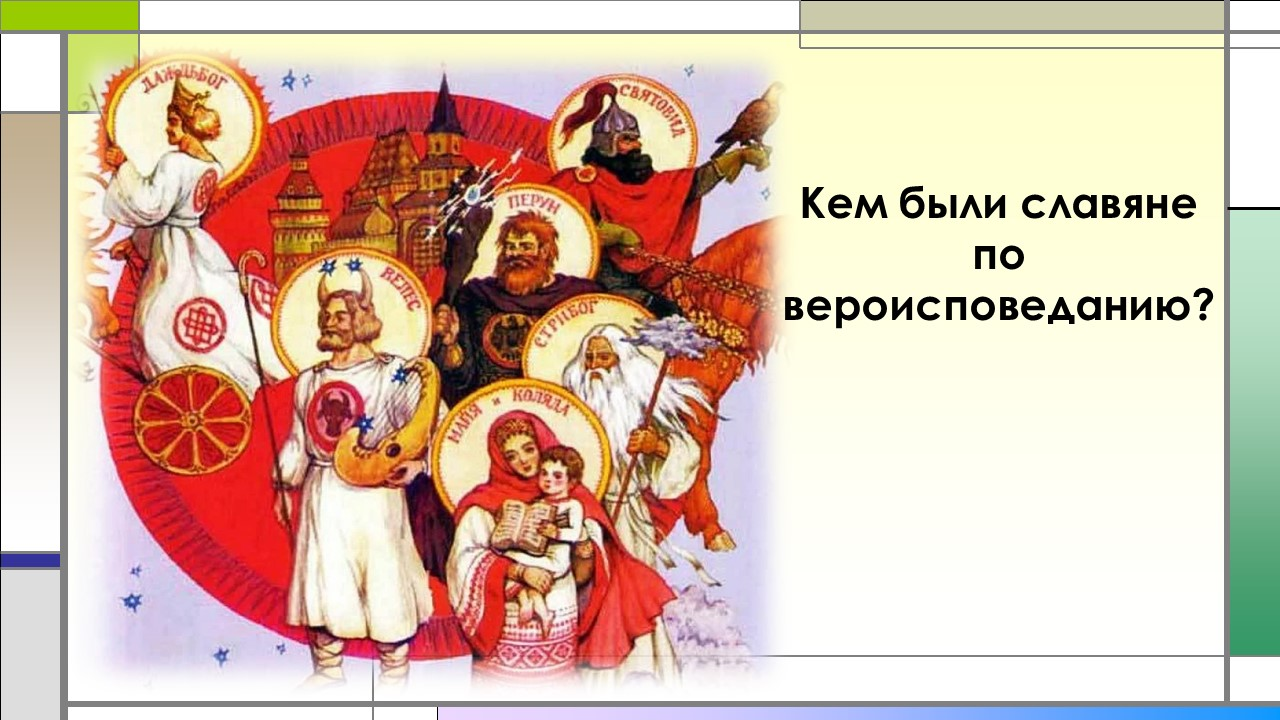 ДАЖДЬБОГ
СВЯТОВИД
ПЕРУН
ВЕЛЕС
СТРИБОГ
МАЙЯ и КОЛЯДА
Кем были славяне
по
вероисповеданию?